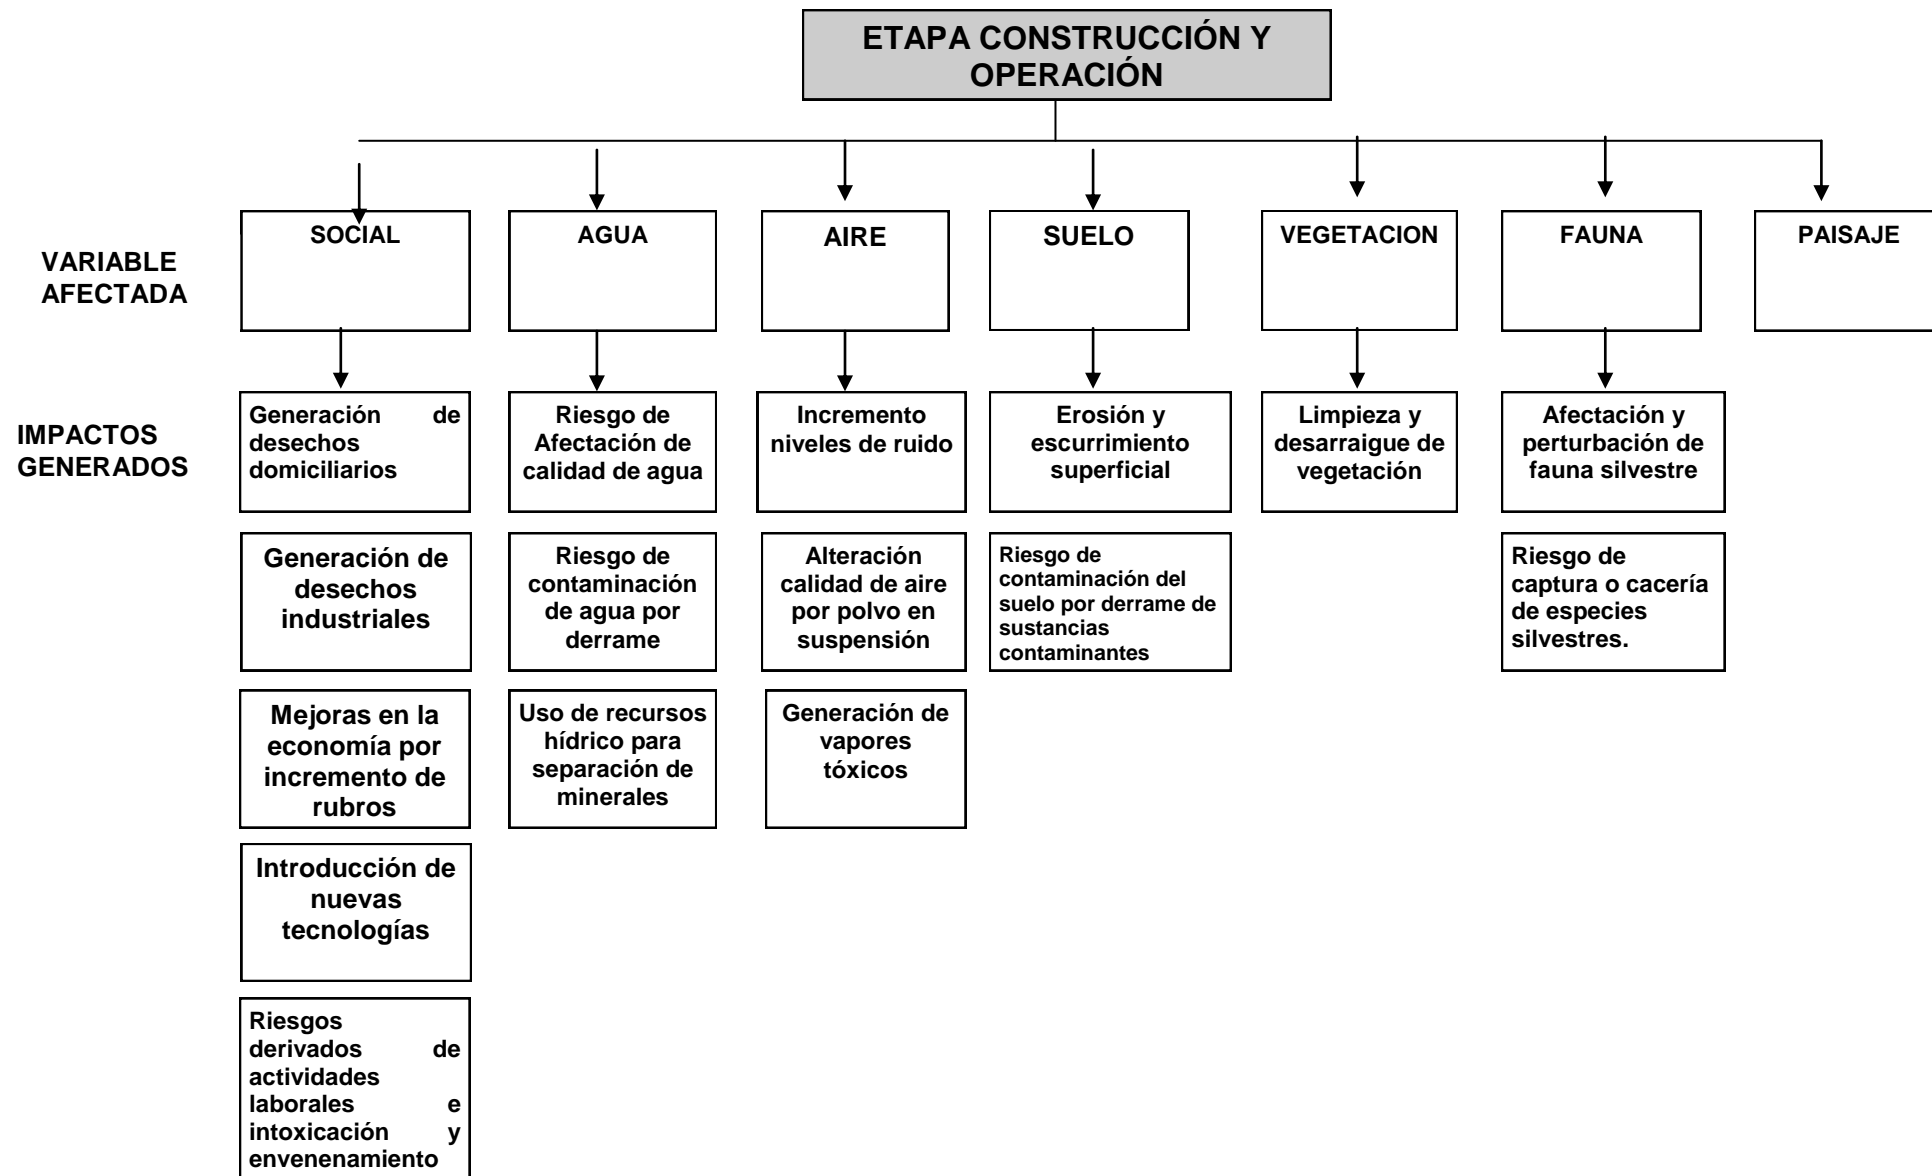 ETAPA CONSTRUCCIÓN Y
OPERACIÓN
VARIABLE
AFECTADA
SOCIAL
AGUA
AIRE
SUELO
VEGETACION
FAUNA
PAISAJE
IMPACTOS
GENERADOS
Generación de
desechos
domiciliarios
Riesgo de
Afectación de
calidad de agua
Incremento
niveles de ruido
Erosión y
escurrimiento
superficial
Limpieza y
desarraigue de
vegetación
Afectación y
perturbación de
fauna silvestre
Generación de
desechos
industriales
Riesgo de
contaminación
de agua por
derrame
Alteración
calidad de aire
por polvo en
suspensión
Riesgo de
contaminación del
suelo por derrame de
sustancias
contaminantes
Riesgo de
captura o cacería
de especies
silvestres.
Mejoras en la
economía por
incremento de
rubros
Uso de recursos
hídrico para
separación de
minerales
Generación de
vapores
tóxicos
Introducción de
nuevas
tecnologías
Riesgos
derivados de
actividades
laborales e
intoxicación y
envenenamiento